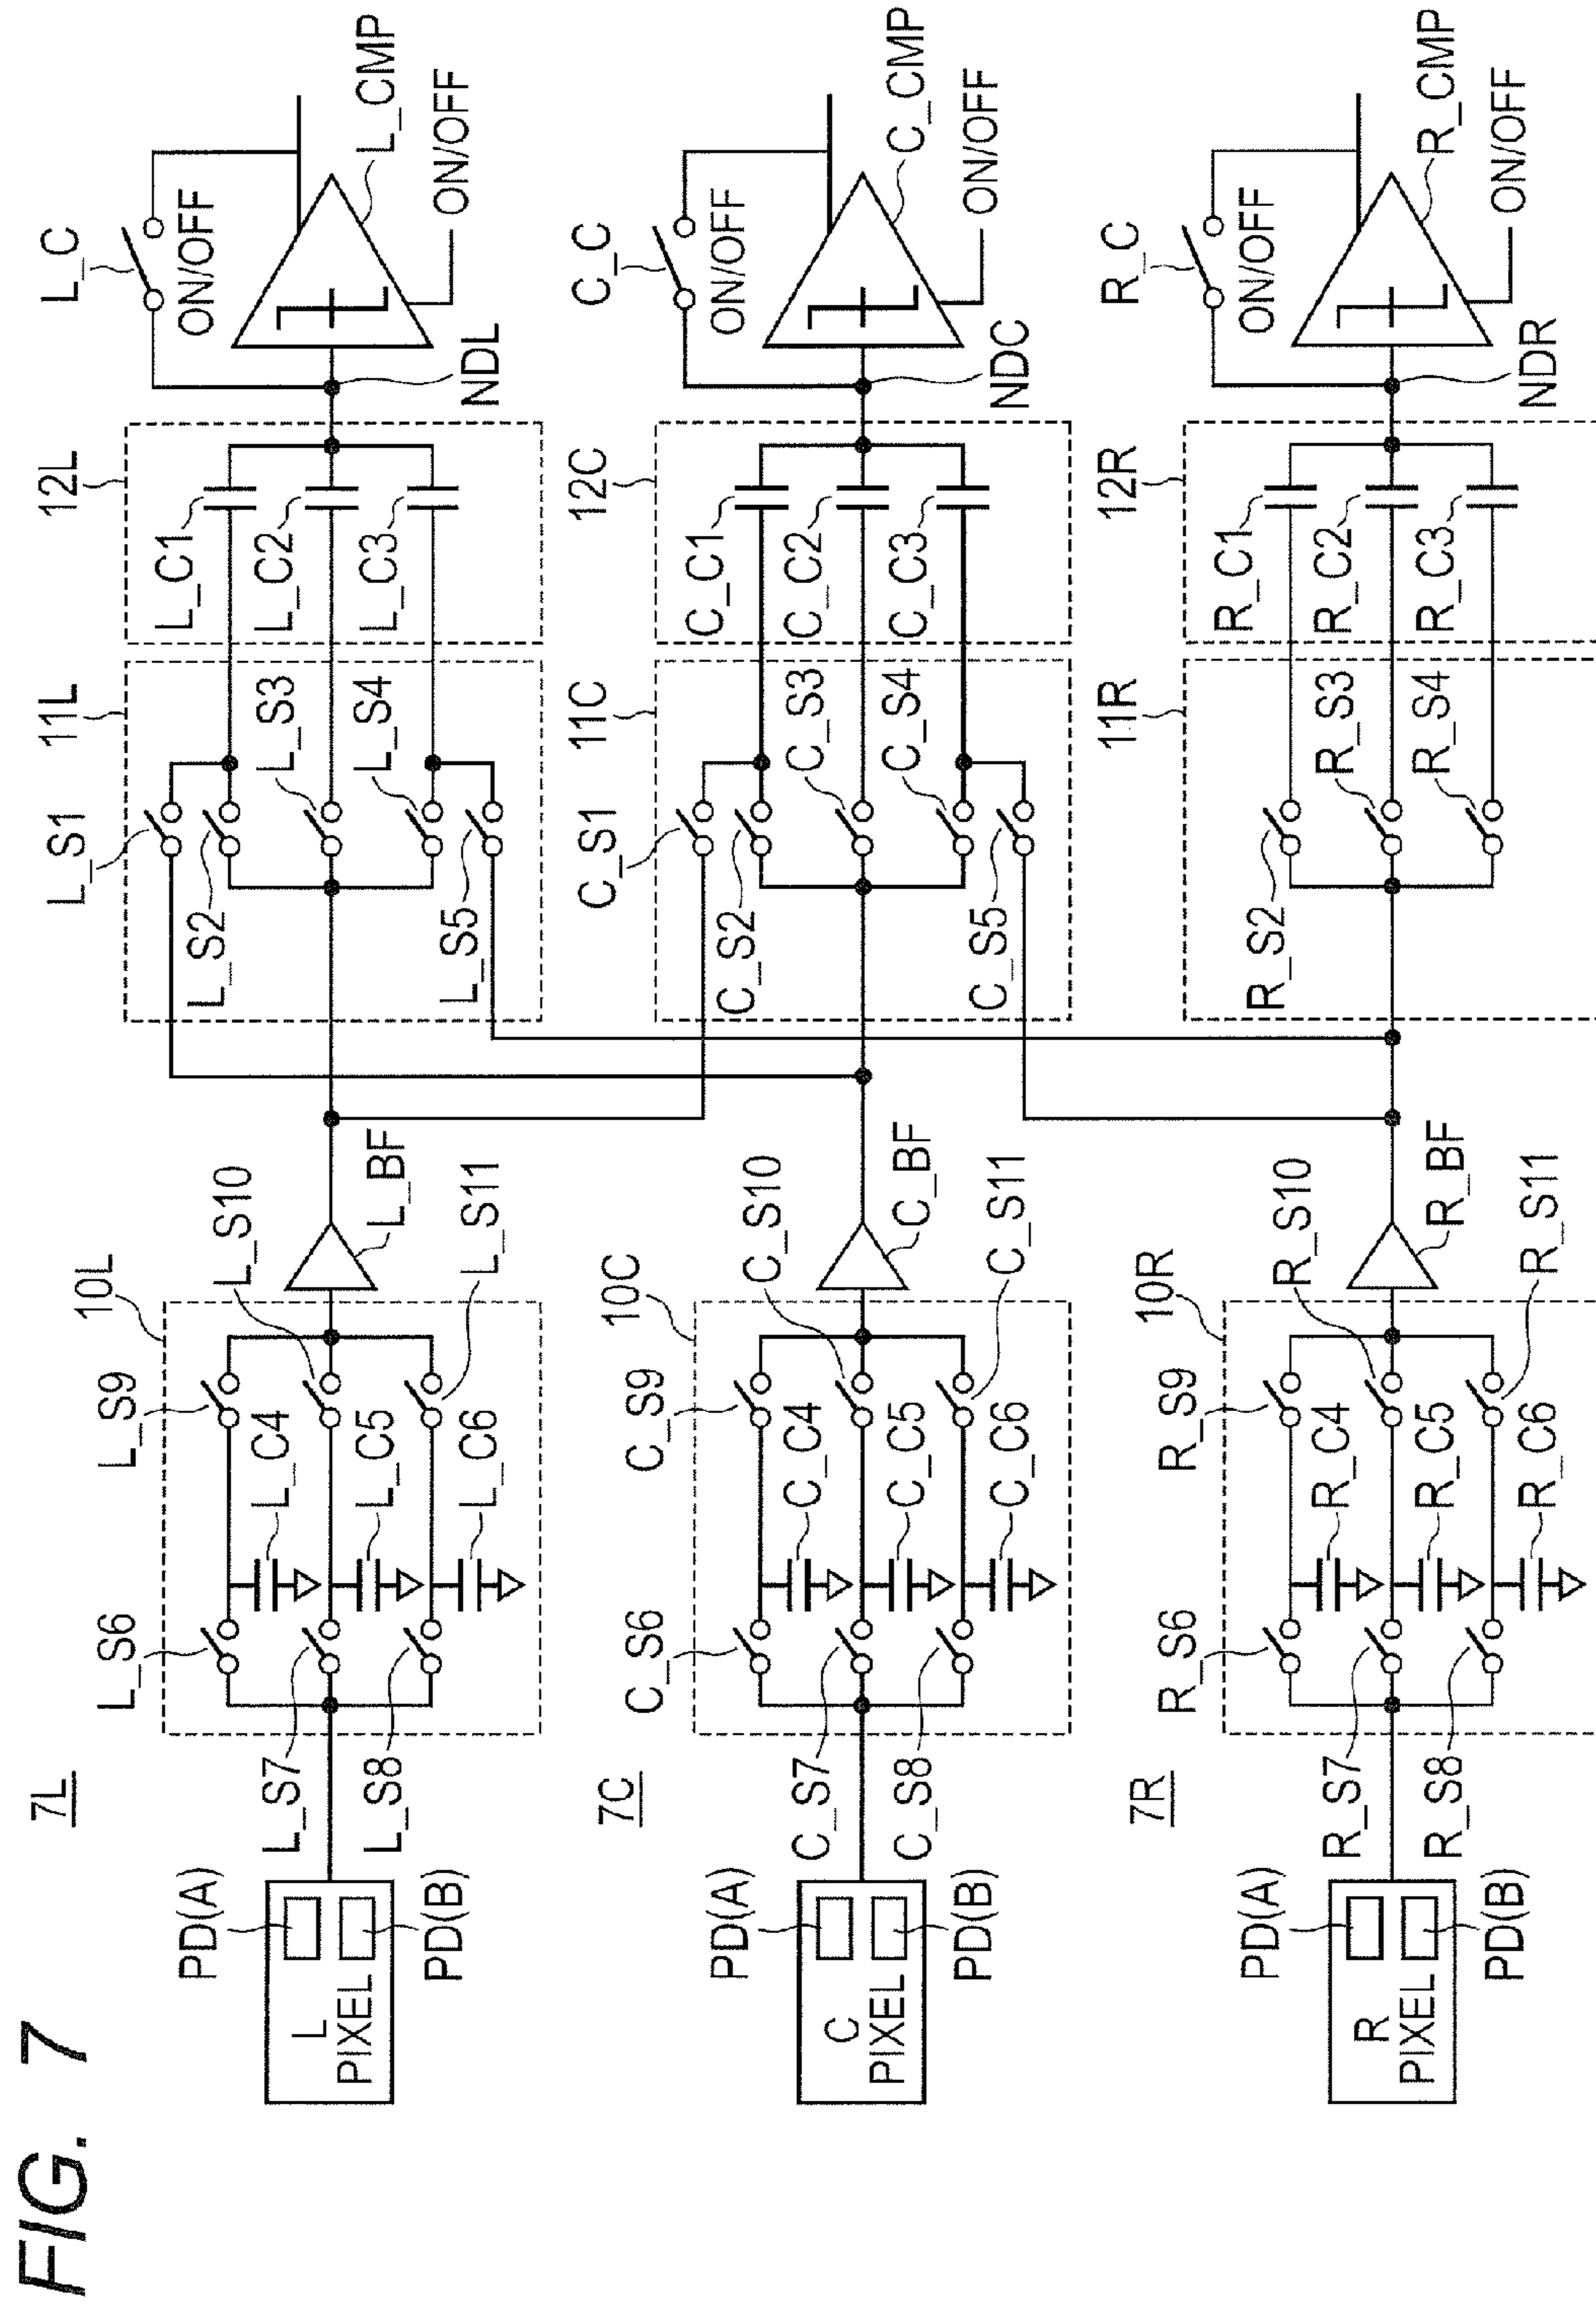 FIG. 7
7L
L PIXEL
PD(A)
PD(B)
L_S6
L_S7
L_S8
L_C4
L_C5
L_C6
L_S9
L_S10
L_S11
10L
L_BF
11L
L_S1
L_S2
L_S3
L_S4
L_S5
12L
L_C1
L_C2
L_C3
NDL
L_C
ON/OFF
L_CMP
ON/OFF
7C
C PIXEL
PD(A)
PD(B)
C_S6
C_S7
C_S8
C_C4
C_C5
C_C6
C_S9
C_S10
C_S11
10C
C_BF
11C
C_S1
C_S2
C_S3
C_S4
C_S5
12C
C_C1
C_C2
C_C3
NDC
C_C
ON/OFF
C_CMP
ON/OFF
7R
R PIXEL
PD(A)
PD(B)
R_S6
R_S7
R_S8
R_C4
R_C5
R_C6
R_S9
R_S10
R_S11
10R
R_BF
11R
R_S2
R_S3
R_S4
12R
R_C1
R_C2
R_C3
NDR
R_C
ON/OFF
R_CMP
ON/OFF